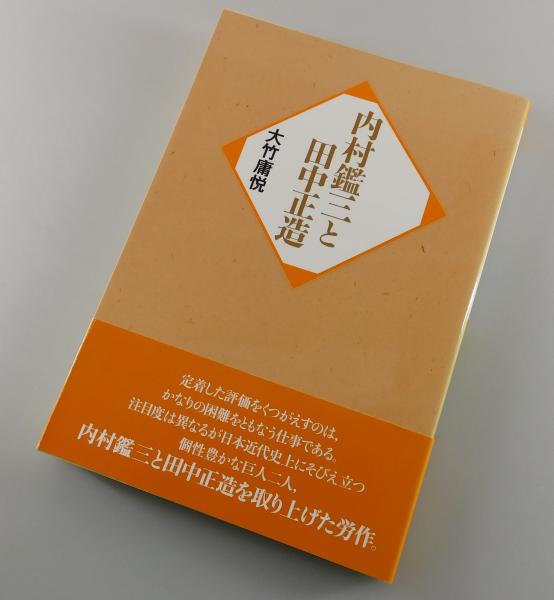 内村鑑三と
田中正造
大竹庸悦
定着した評価をくつがえすのは,
かなりの困難をともなう仕事である.
注目度は異なるが日本近代史上にそびえ立つ
個性豊かな巨人二人,
内村鑑三と田中正造を取り上げた労作。